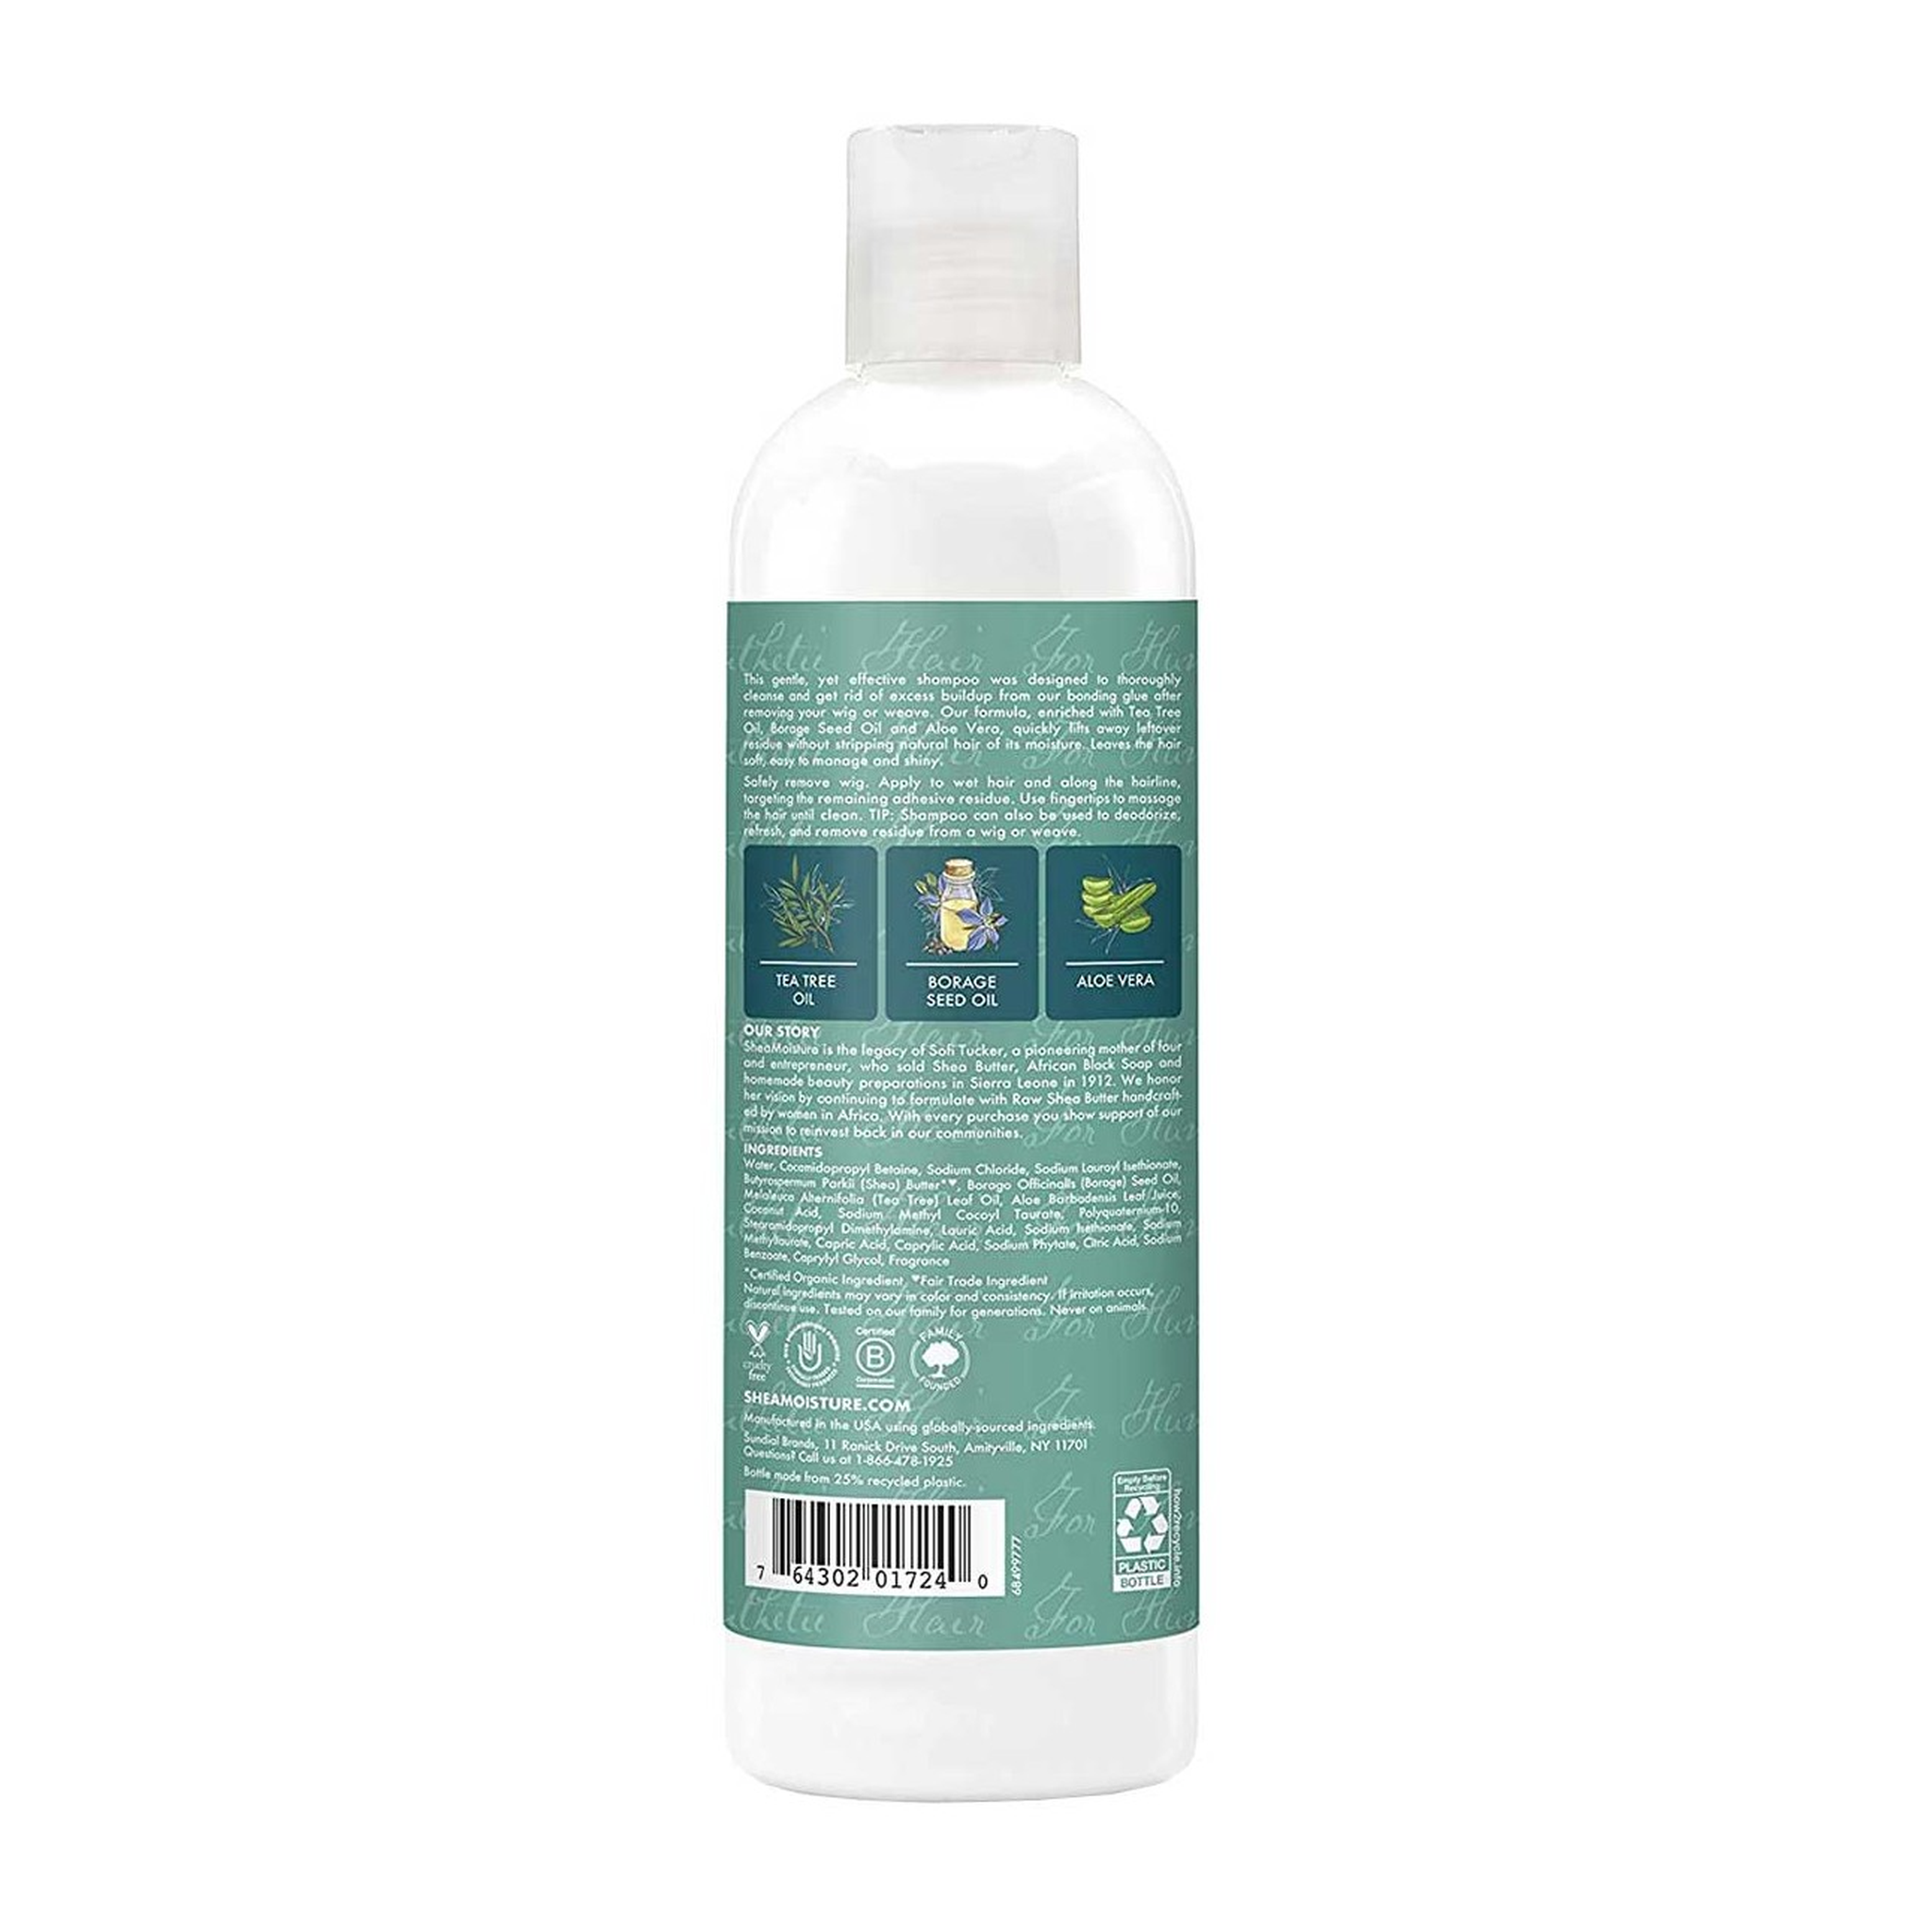 This gentle, yet effective shampoo was designed to thoroughly
cleanse and get rid of excess buildup from our bonding glue after
removing your wig or weave. Our formula, enriched with Tea Tree
Oil, Borage Seed Oil and Aloe Vera, quickly lifts away leftover
residue without stripping natural hair of its moisture. Leaves the hair
soft, easy to manage and shiny.
Safely remove wig. Apply to wet hair and along the hairline,
targeting the remaining adhesive residue. Use fingertips to massage
the hair until clean. TIP: Shampoo can also be used to deodorize,
refresh, and remove residue from a wig or weave.
TEA TREE
OIL
BORAGE
SEED OIL
ALOE VERA
OUR STORY
SheaMoisture is the legacy of Sofi Tucker, a pioneering mother of four
and entrepreneur, who sold Shea Butter, African Black Soap and
homemade beauty preparations in Sierra Leone in 1912. We honor
her vision by continuing to formulate with Raw Shea Butter handcraft-
ed by women in Africa. With every purchase you show support of our
mission to reinvest back in our communities.
INGREDIENTS
Water, Cocamidopropyl Betaine, Sodium Chloride, Sodium Lauroyl Isethionate,
Butyrospermum Parkii (Shea) Butter*♥, Borago Officinalis (Borage) Seed Oil,
Melaleuca Alternifolia (Tea Tree) Leaf Oil, Aloe Barbadensis Leaf Juice,
Coconut Acid, Sodium Methyl Cocoyl Taurate, Polyquaternium-10,
Stearamidopropyl Dimethylamine, Lauric Acid, Sodium Isethionate, Sodium
Methyltaurate, Capric Acid, Caprylic Acid, Sodium Phytate, Citric Acid, Sodium
Benzoate, Caprylyl Glycol, Fragrance
*Certified Organic Ingredient, ♥Fair Trade Ingredient
Natural ingredients may vary in color and consistency. If irritation occurs,
discontinue use. Tested on our family for generations. Never on animals.
cruelty
free
Certified
B
Corporation
FAMILY
FOUNDED
SHEAMOISTURE.COM
Manufactured in the USA using globally-sourced ingredients.
Sundial Brands, 11 Ranick Drive South, Amityville, NY 11701
Questions? Call us at 1-866-478-1925
Bottle made from 25% recycled plastic.
7 64302 01724 0
68499777
Empty Before
Recycling
PLASTIC
BOTTLE
how2recycle.info
Hair For